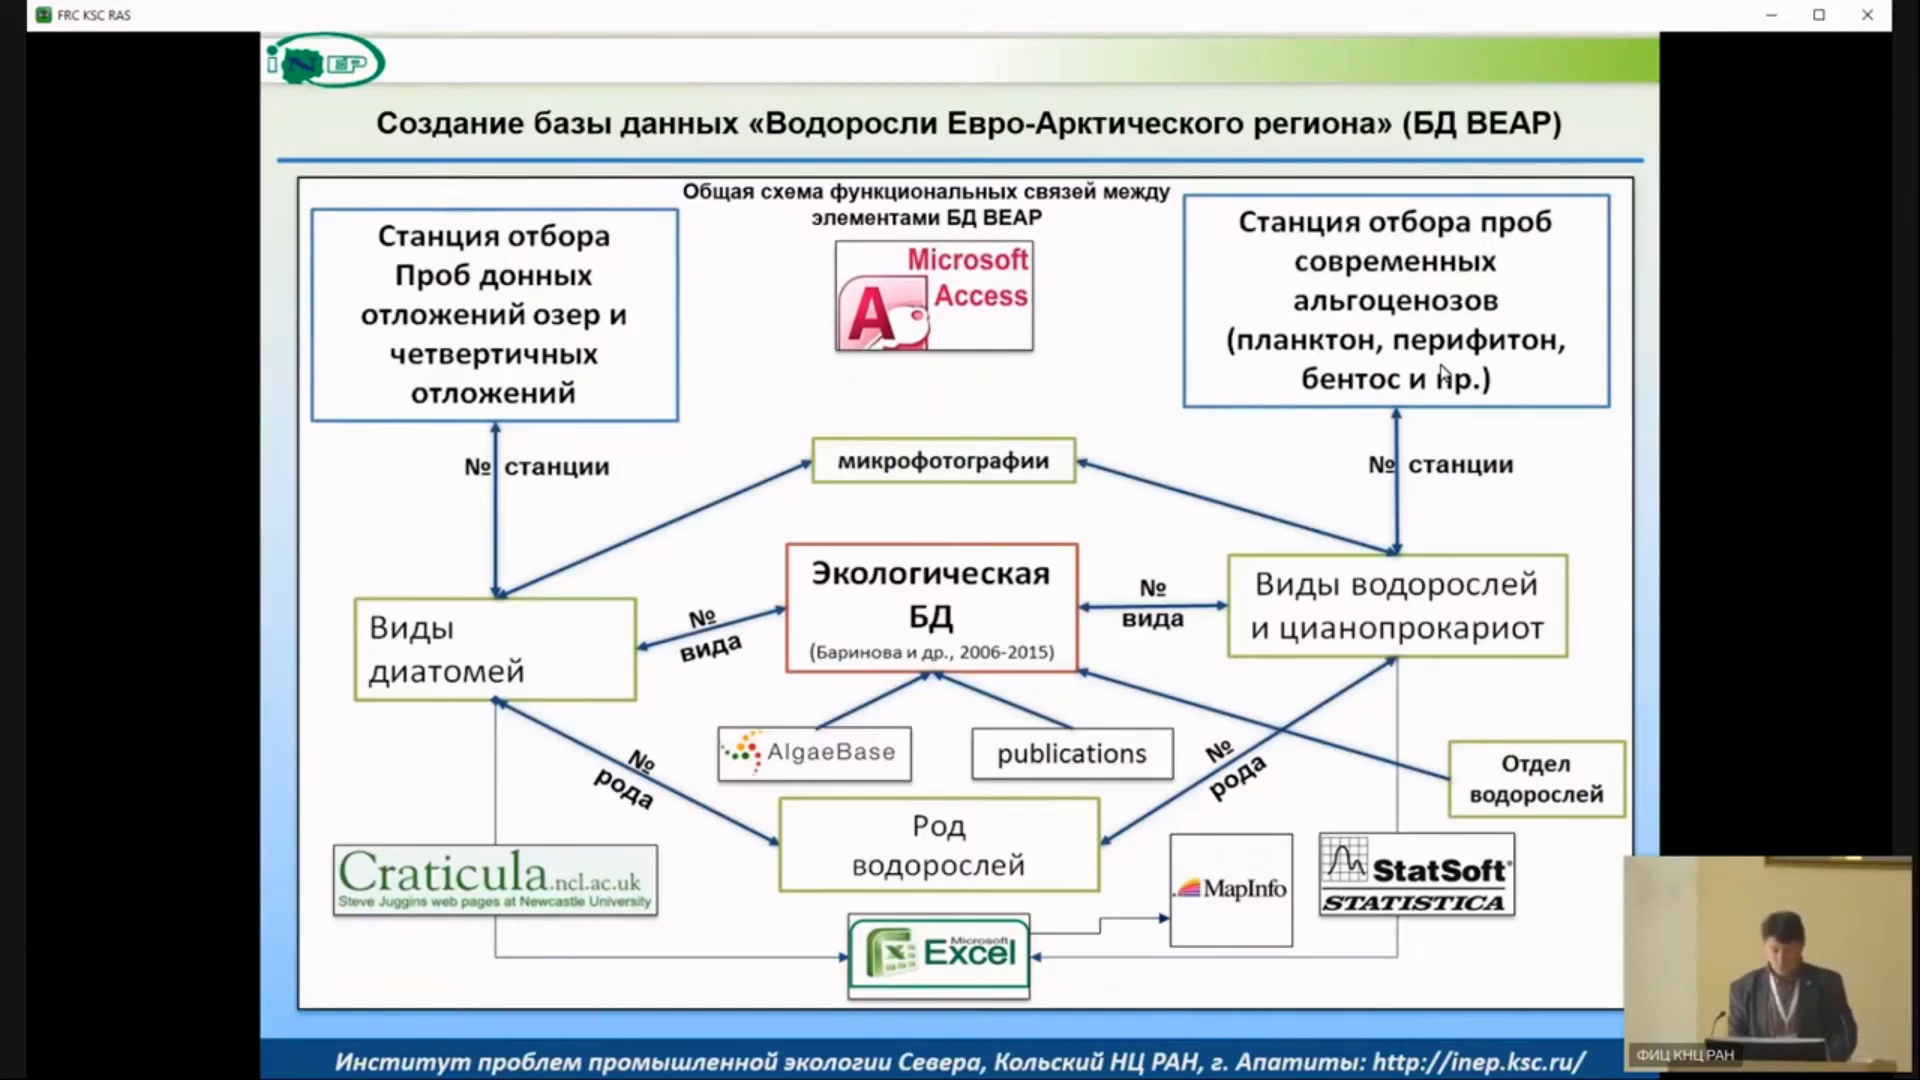 FRC KSC RAS
iNEP
Создание базы данных «Водоросли Евро-Арктического региона» (БД ВЕАР)
Общая схема функциональных связей между
элементами БД ВЕАР
Станция отбора
Проб донных
отложений озер и
четвертичных
отложений
Microsoft
Access
A
Станция отбора проб
современных
альгоценозов
(планктон, перифитон,
бентос и пр.)
№ станции
микрофотографии
№ станции
Виды
диатомей
№
вида
Экологическая
БД
(Баринова и др., 2006-2015)
№
вида
Виды водорослей
и цианопрокариот
№
рода
AlgaeBase
publications
№
рода
Отдел
водорослей
Род
водорослей
Craticula.ncl.ac.uk
Steve Juggins web pages at Newcastle University
MapInfo
StatSoft®
STATISTICA
Microsoft
Excel
ФИЦ КНЦ РАН
Институт проблем промышленной экологии Севера, Кольский НЦ РАН, г. Апатиты: http://inep.ksc.ru/